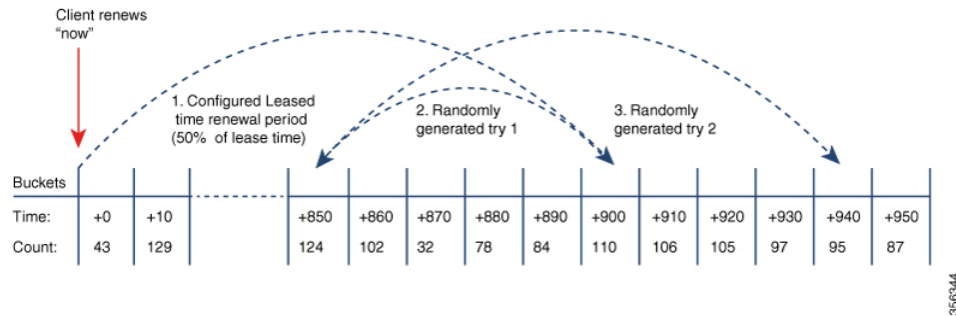 Client renews
“now”
1. Configured Leased
time renewal period
(50% of lease time)
2. Randomly
generated try 1
3. Randomly
generated try 2
Buckets
Time: +0 +10 +850 +860 +870 +880 +890 +900 +910 +920 +930 +940 +950
Count: 43 129 124 102 32 78 84 110 106 105 97 95 87
356344